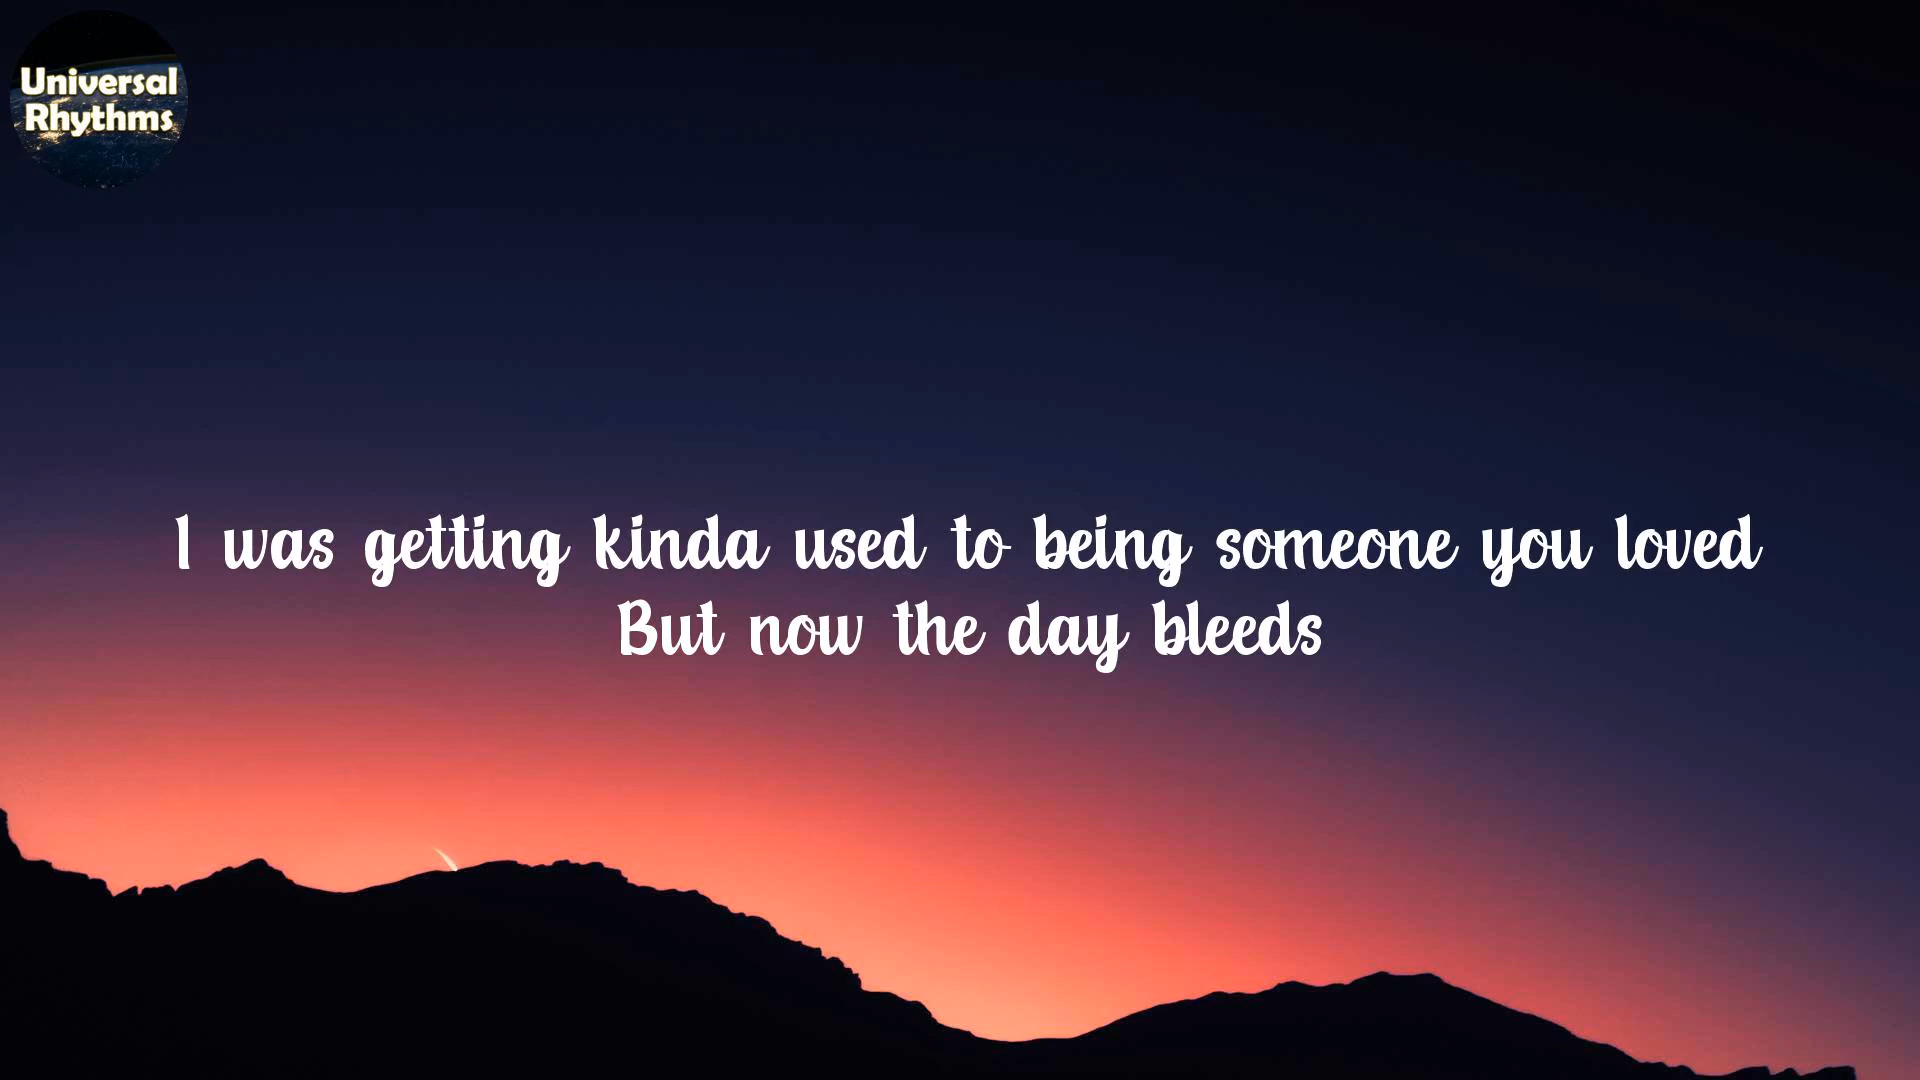 Universal
Rhythms
I was getting kinda used to being someone you loved
But now the day bleeds